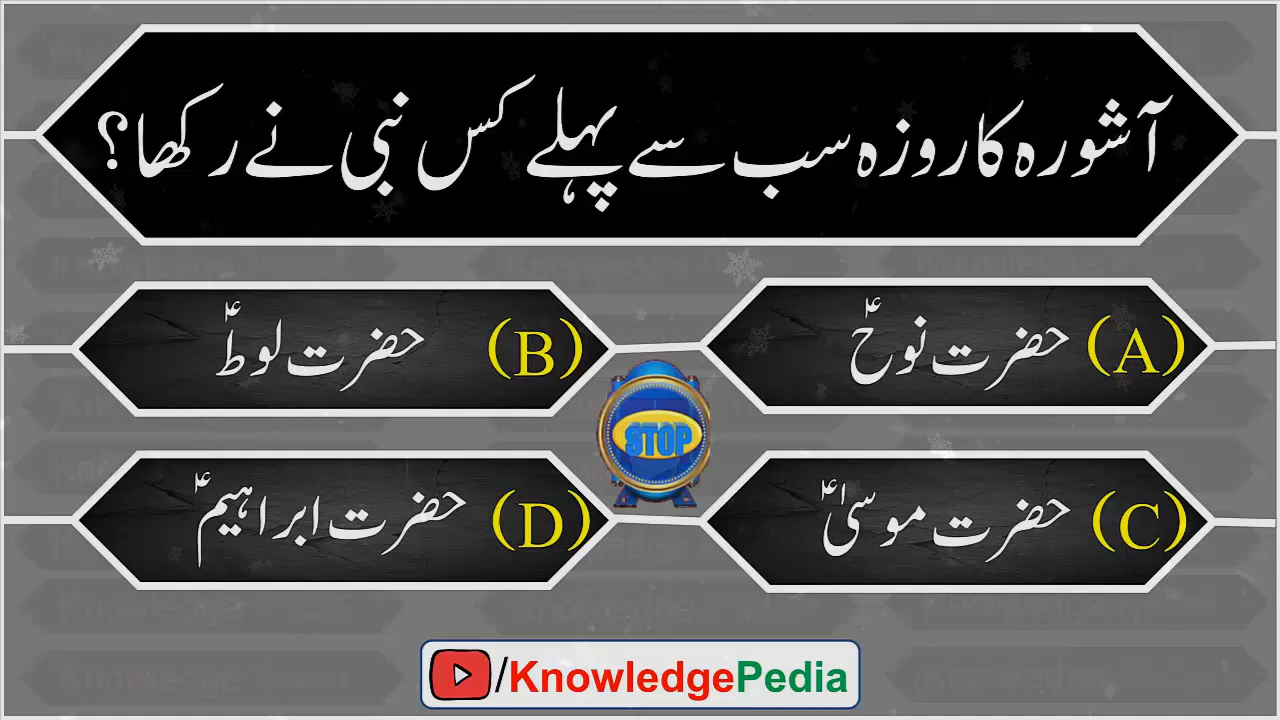 آشورہ کا روزہ سب سے پہلے کس نبی نے رکھا؟
(A) حضرت نوحؑ
(B) حضرت لوطؑ
(C) حضرت موسیٰؑ
(D) حضرت ابراہیمؑ
STOP
/KnowledgePedia